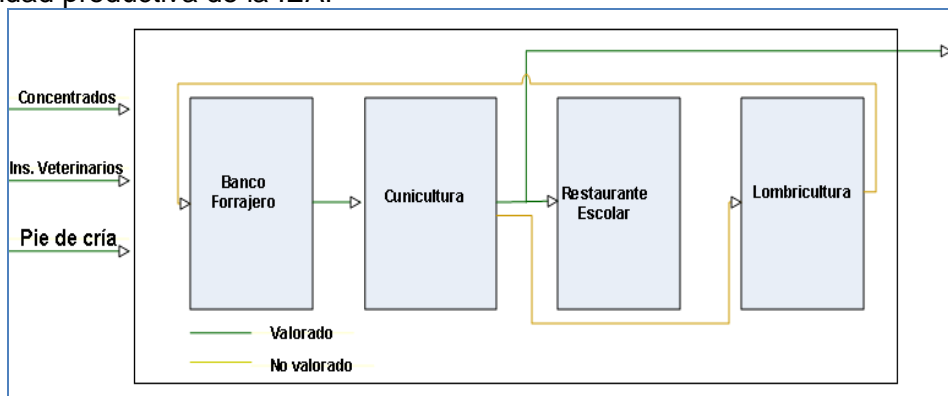 idad productiva de la IZA.
Concentrados
Ins. Veterinarios
Pie de cría
Banco
Forrajero
Cunicultura
Restaurante
Escolar
Lombricultura
Valorado
No valorado